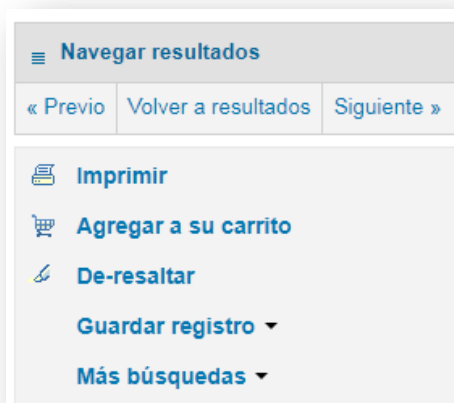 Navegar resultados
« Previo Volver a resultados Siguiente »
Imprimir
Agregar a su carrito
De-resaltar
Guardar registro
Más búsquedas